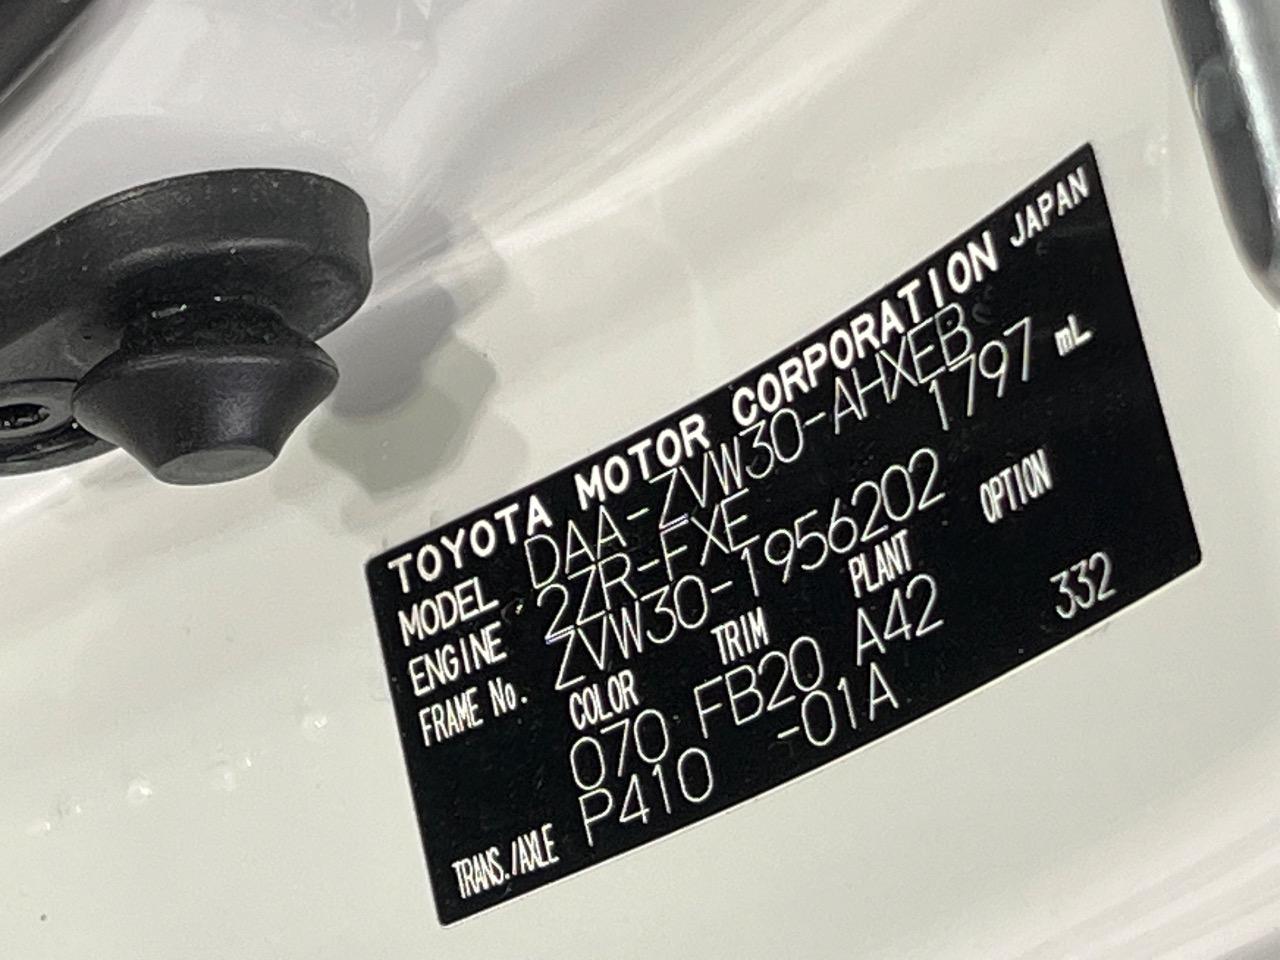 TOYOTA MOTOR CORPORATION JAPAN
MODEL DAA-ZVW30-AHXEB
ENGINE 2ZR-FXE 1797 mL
FRAME No. ZVW30-1956202
COLOR TRIM PLANT OPTION
070 FB20 A42
TRANS./AXLE P410 -01A 332